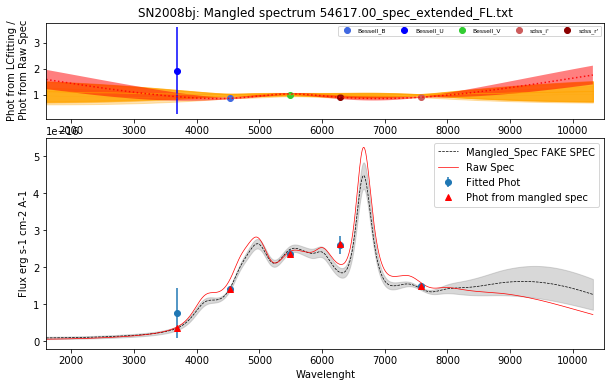 SN2008bj: Mangled spectrum 54617.00_spec_extended_FL.txt
Phot from LCfitting /
Phot from Raw Spec
3
2
1
Bessell_B
Bessell_U
Bessell_V
sdss_i'
sdss_r'
2000 3000 4000 5000 6000 7000 8000 9000 10000
Flux erg s-1 cm-2 A-1
5
4
3
2
1
0
Mangled_Spec FAKE SPEC
Raw Spec
Fitted Phot
Phot from mangled spec
2000 3000 4000 5000 6000 7000 8000 9000 10000
Wavelenght